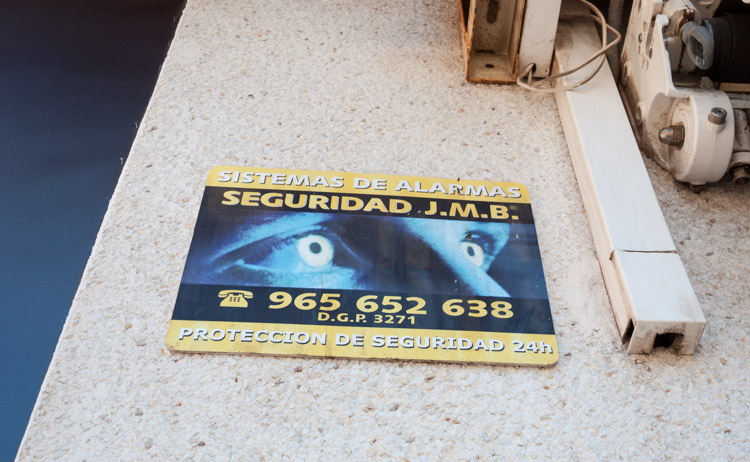 SISTEMAS DE ALARMAS
SEGURIDAD J.M.B.®
965 652 638
D.G.P. 3271
PROTECCION DE SEGURIDAD 24h